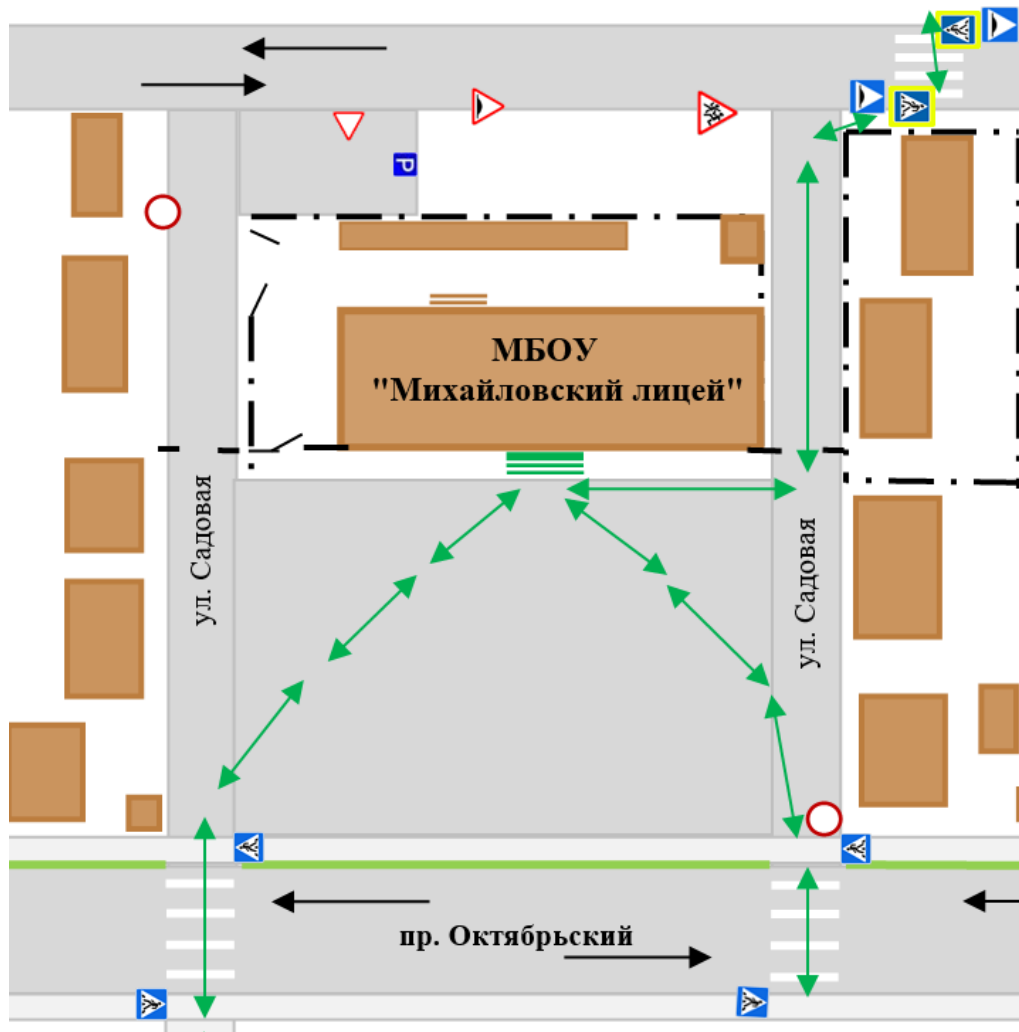 P
МБОУ
"Михайловский лицей"
ул. Садовая
ул. Садовая
пр. Октябрьский